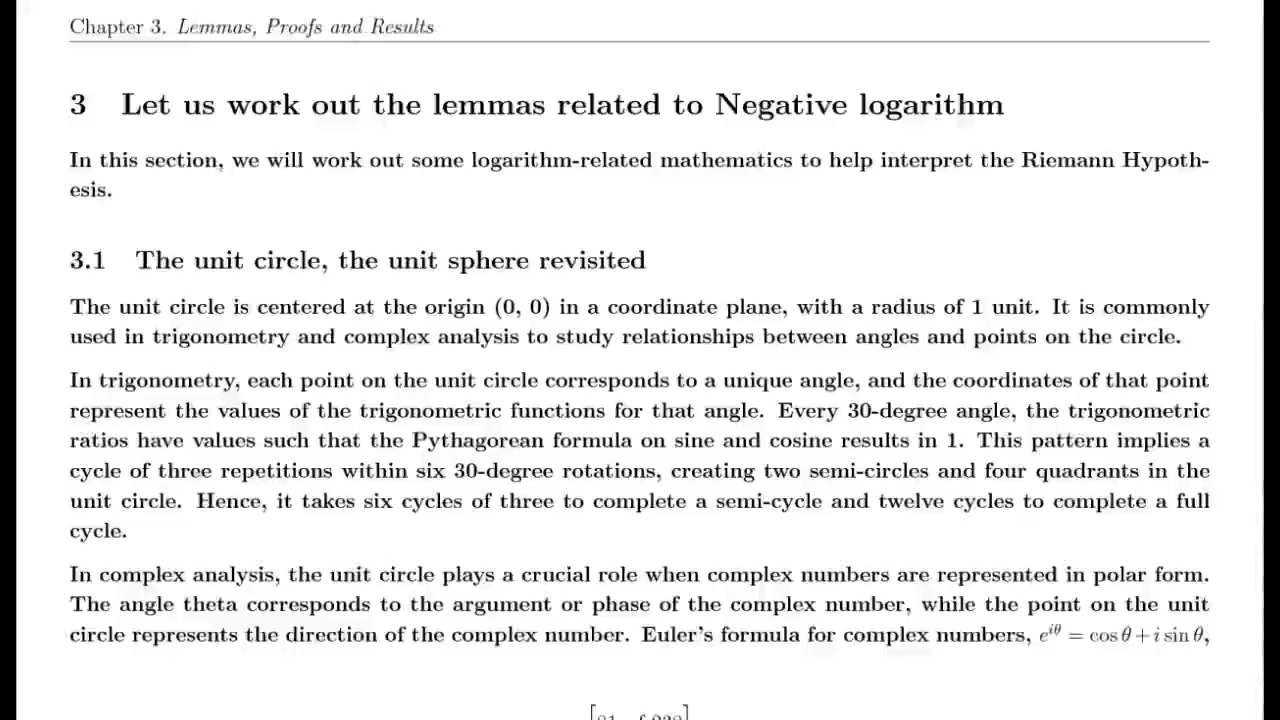 Chapter 3. Lemmas, Proofs and Results
3 Let us work out the lemmas related to Negative logarithm
In this section, we will work out some logarithm-related mathematics to help interpret the Riemann Hypoth-
esis.
3.1 The unit circle, the unit sphere revisited
The unit circle is centered at the origin (0, 0) in a coordinate plane, with a radius of 1 unit. It is commonly
used in trigonometry and complex analysis to study relationships between angles and points on the circle.
In trigonometry, each point on the unit circle corresponds to a unique angle, and the coordinates of that point
represent the values of the trigonometric functions for that angle. Every 30-degree angle, the trigonometric
ratios have values such that the Pythagorean formula on sine and cosine results in 1. This pattern implies a
cycle of three repetitions within six 30-degree rotations, creating two semi-circles and four quadrants in the
unit circle. Hence, it takes six cycles of three to complete a semi-cycle and twelve cycles to complete a full
cycle.
In complex analysis, the unit circle plays a crucial role when complex numbers are represented in polar form.
The angle theta corresponds to the argument or phase of the complex number, while the point on the unit
circle represents the direction of the complex number. Euler's formula for complex numbers, e^{iθ} = cos θ + i sin θ,